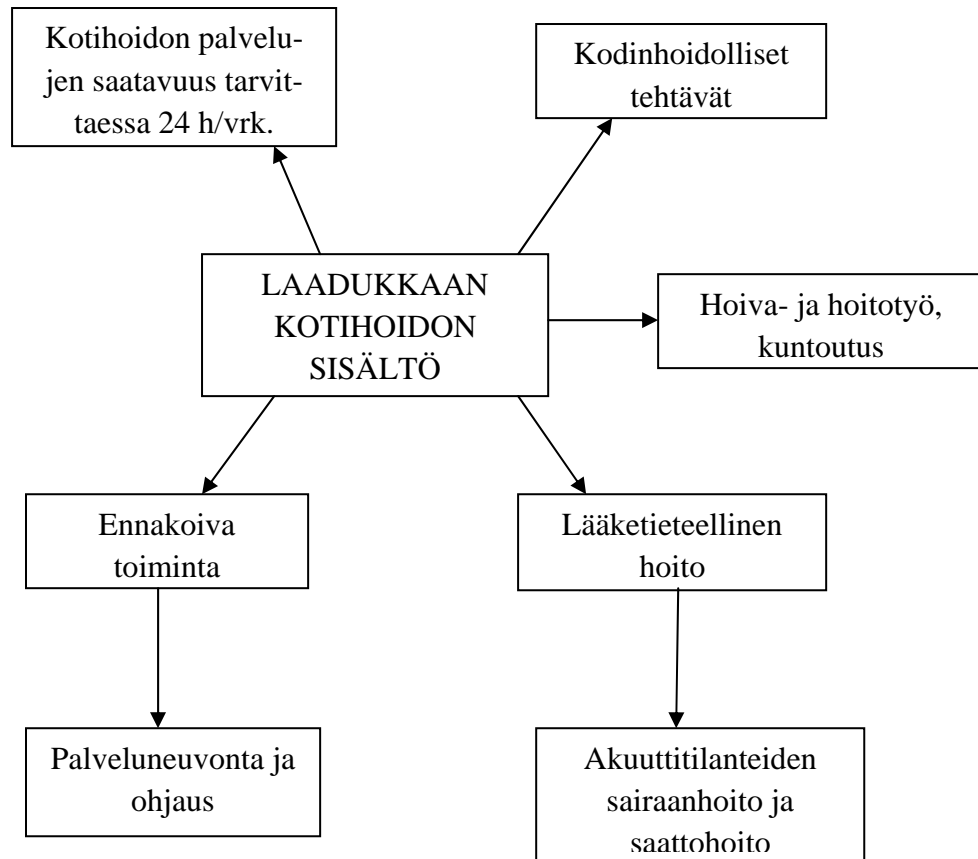 Kotihoidon palvelu-
jen saatavuus tarvit-
taessa 24 h/vrk.
Kodinhoidolliset
tehtävät
LAADUKKAAN
KOTIHOIDON
SISÄLTÖ
Hoiva- ja hoitotyö,
kuntoutus
Ennakoiva
toiminta
Lääketieteellinen
hoito
Palveluneuvonta ja
ohjaus
Akuuttitilanteiden
sairaanhoito ja
saattohoito